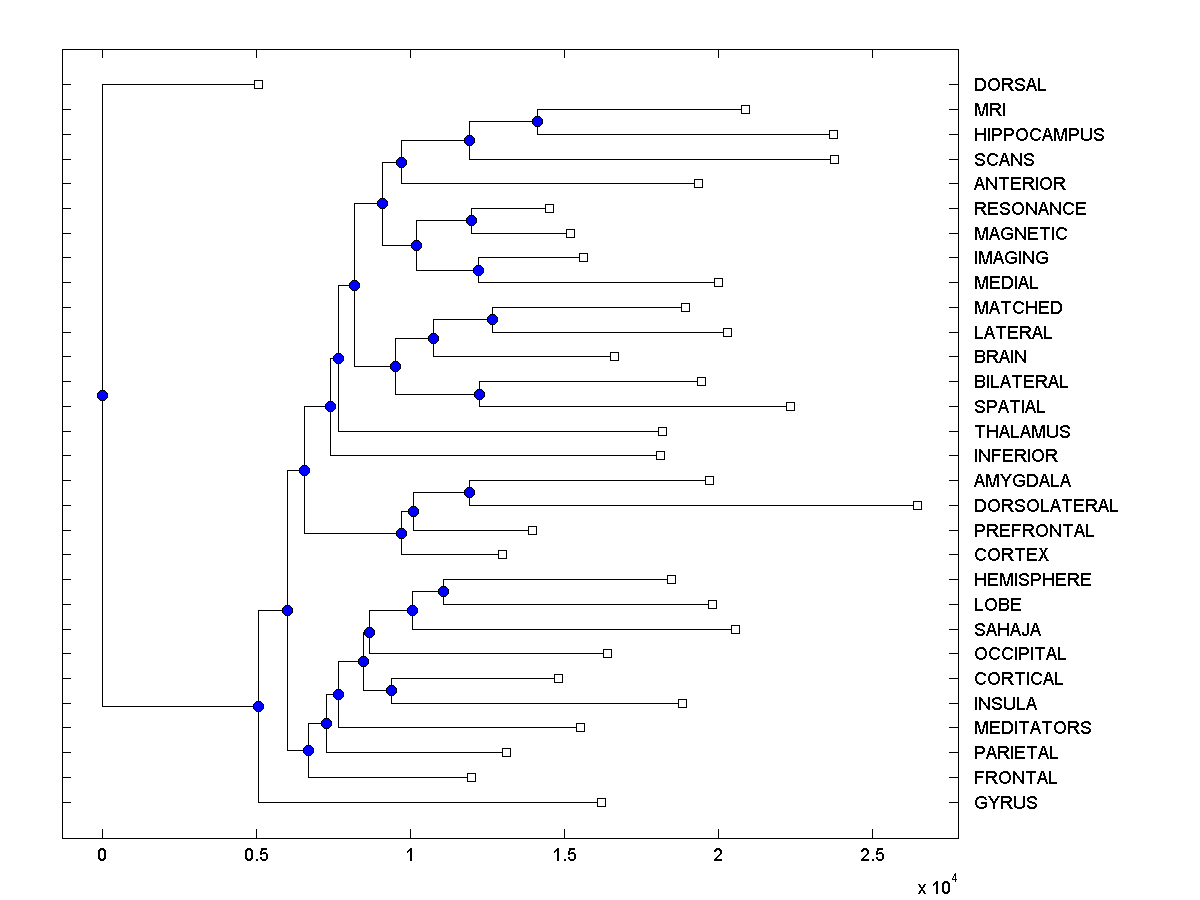 DORSAL
MRI
HIPPOCAMPUS
SCANS
ANTERIOR
RESONANCE
MAGNETIC
IMAGING
MEDIAL
MATCHED
LATERAL
BRAIN
BILATERAL
SPATIAL
THALAMUS
INFERIOR
AMYGDALA
DORSOLATERAL
PREFRONTAL
CORTEX
HEMISPHERE
LOBE
SAHAJA
OCCIPITAL
CORTICAL
INSULA
MEDITATORS
PARIETAL
FRONTAL
GYRUS
0 0.5 1 1.5 2 2.5
x 10^4